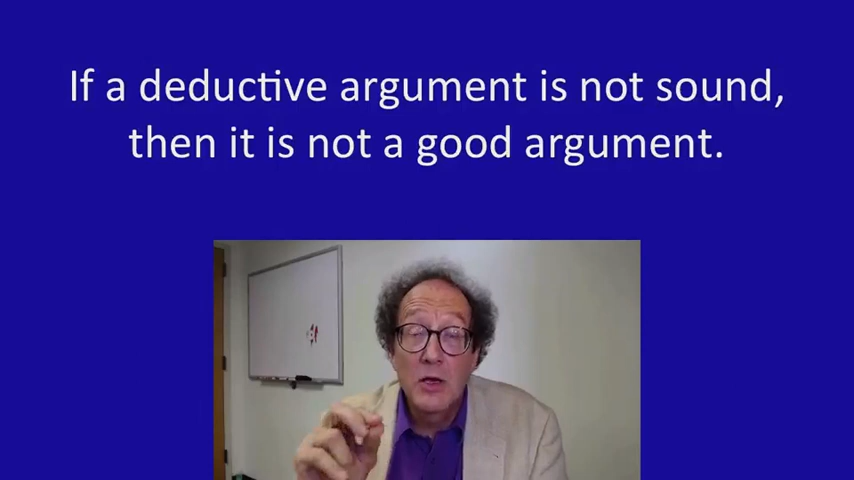 If a deductive argument is not sound,
then it is not a good argument.